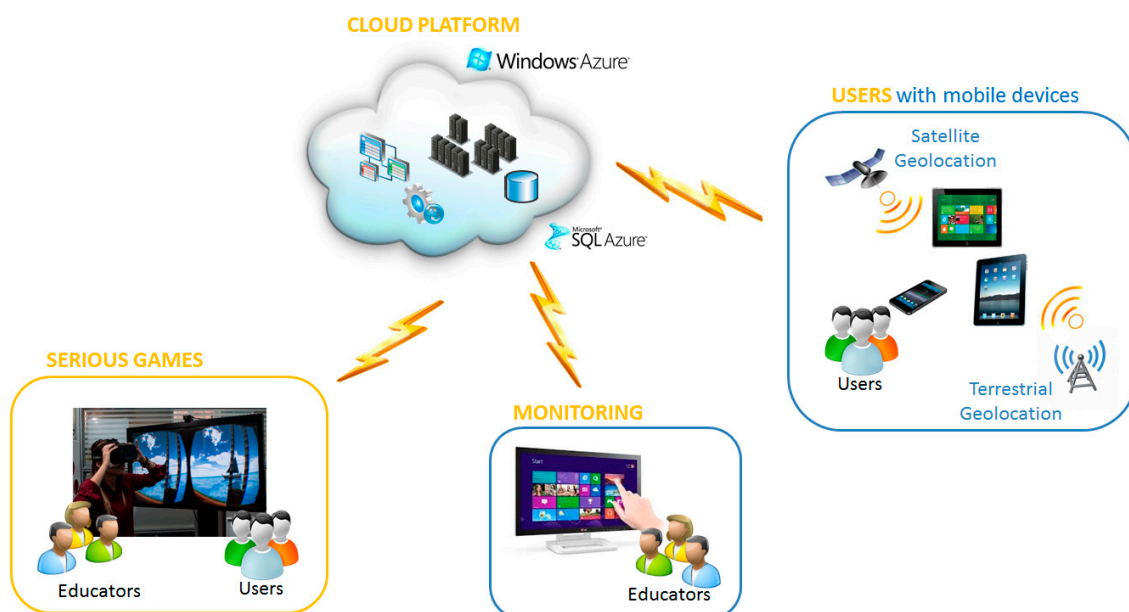 CLOUD PLATFORM
Windows Azure
Microsoft
SQL Azure
USERS with mobile devices
Satellite
Geolocation
Users
Terrestrial
Geolocation
SERIOUS GAMES
Educators
Users
MONITORING
Start
Educators